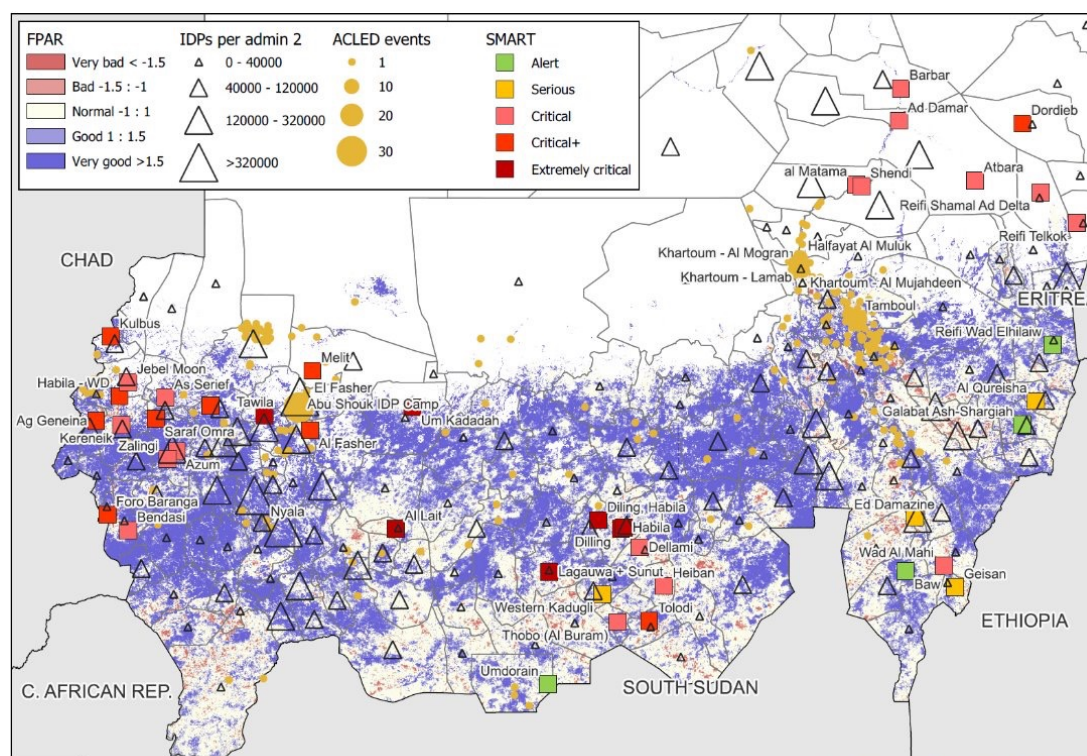 FPAR
Very bad < -1.5
Bad -1.5 : -1
Normal -1 : 1
Good 1 : 1.5
Very good >1.5
IDPs per admin 2
0 - 40000
40000 - 120000
120000 - 320000
>320000
ACLED events
1
10
20
30
SMART
Alert
Serious
Critical
Critical+
Extremely critical
Barbar
Ad Damar
Dordieb
al Matama
Shendi
Atbara
Reifi Shamal Ad Delta
Reifi Telkok
Khartoum - Al Mogran
Halfayat Al Muluk
Khartoum - Lamab
Khartoum - Al Mujahdeen
CHAD
Tamboul
ERITREA
Kulbus
Reifi Wad Elhilaiw
Melit
Jebel Moon
Habila - WD
As Serief
El Fasher
Al Qureisha
Tawila
Abu Shouk IDP Camp
Ag Geneina
Um Kadadah
Galabat Ash-Shargiah
Kereneik
Saraf Omra
Al Fasher
Zalingi
Azum
Foro Baranga
Bendasi
Nyala
Al Lait
Diling, Habila
Habila
Dilling
Dellami
Ed Damazine
Lagauwa + Sunut
Heiban
Wad Al Mahi
Geisan
Baw
Western Kadugli
Tolodi
Thobo (Al Buram)
ETHIOPIA
Umdorain
C. AFRICAN REP.
SOUTH SUDAN